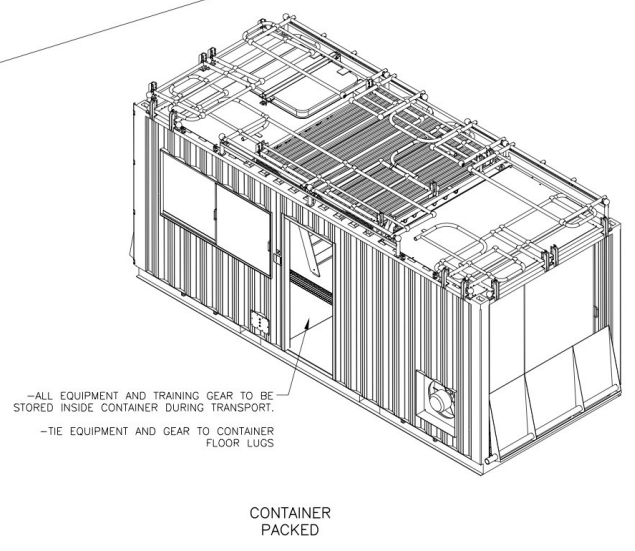 -ALL EQUIPMENT AND TRAINING GEAR TO BE
STORED INSIDE CONTAINER DURING TRANSPORT.
-TIE EQUIPMENT AND GEAR TO CONTAINER
FLOOR LUGS
CONTAINER
PACKED